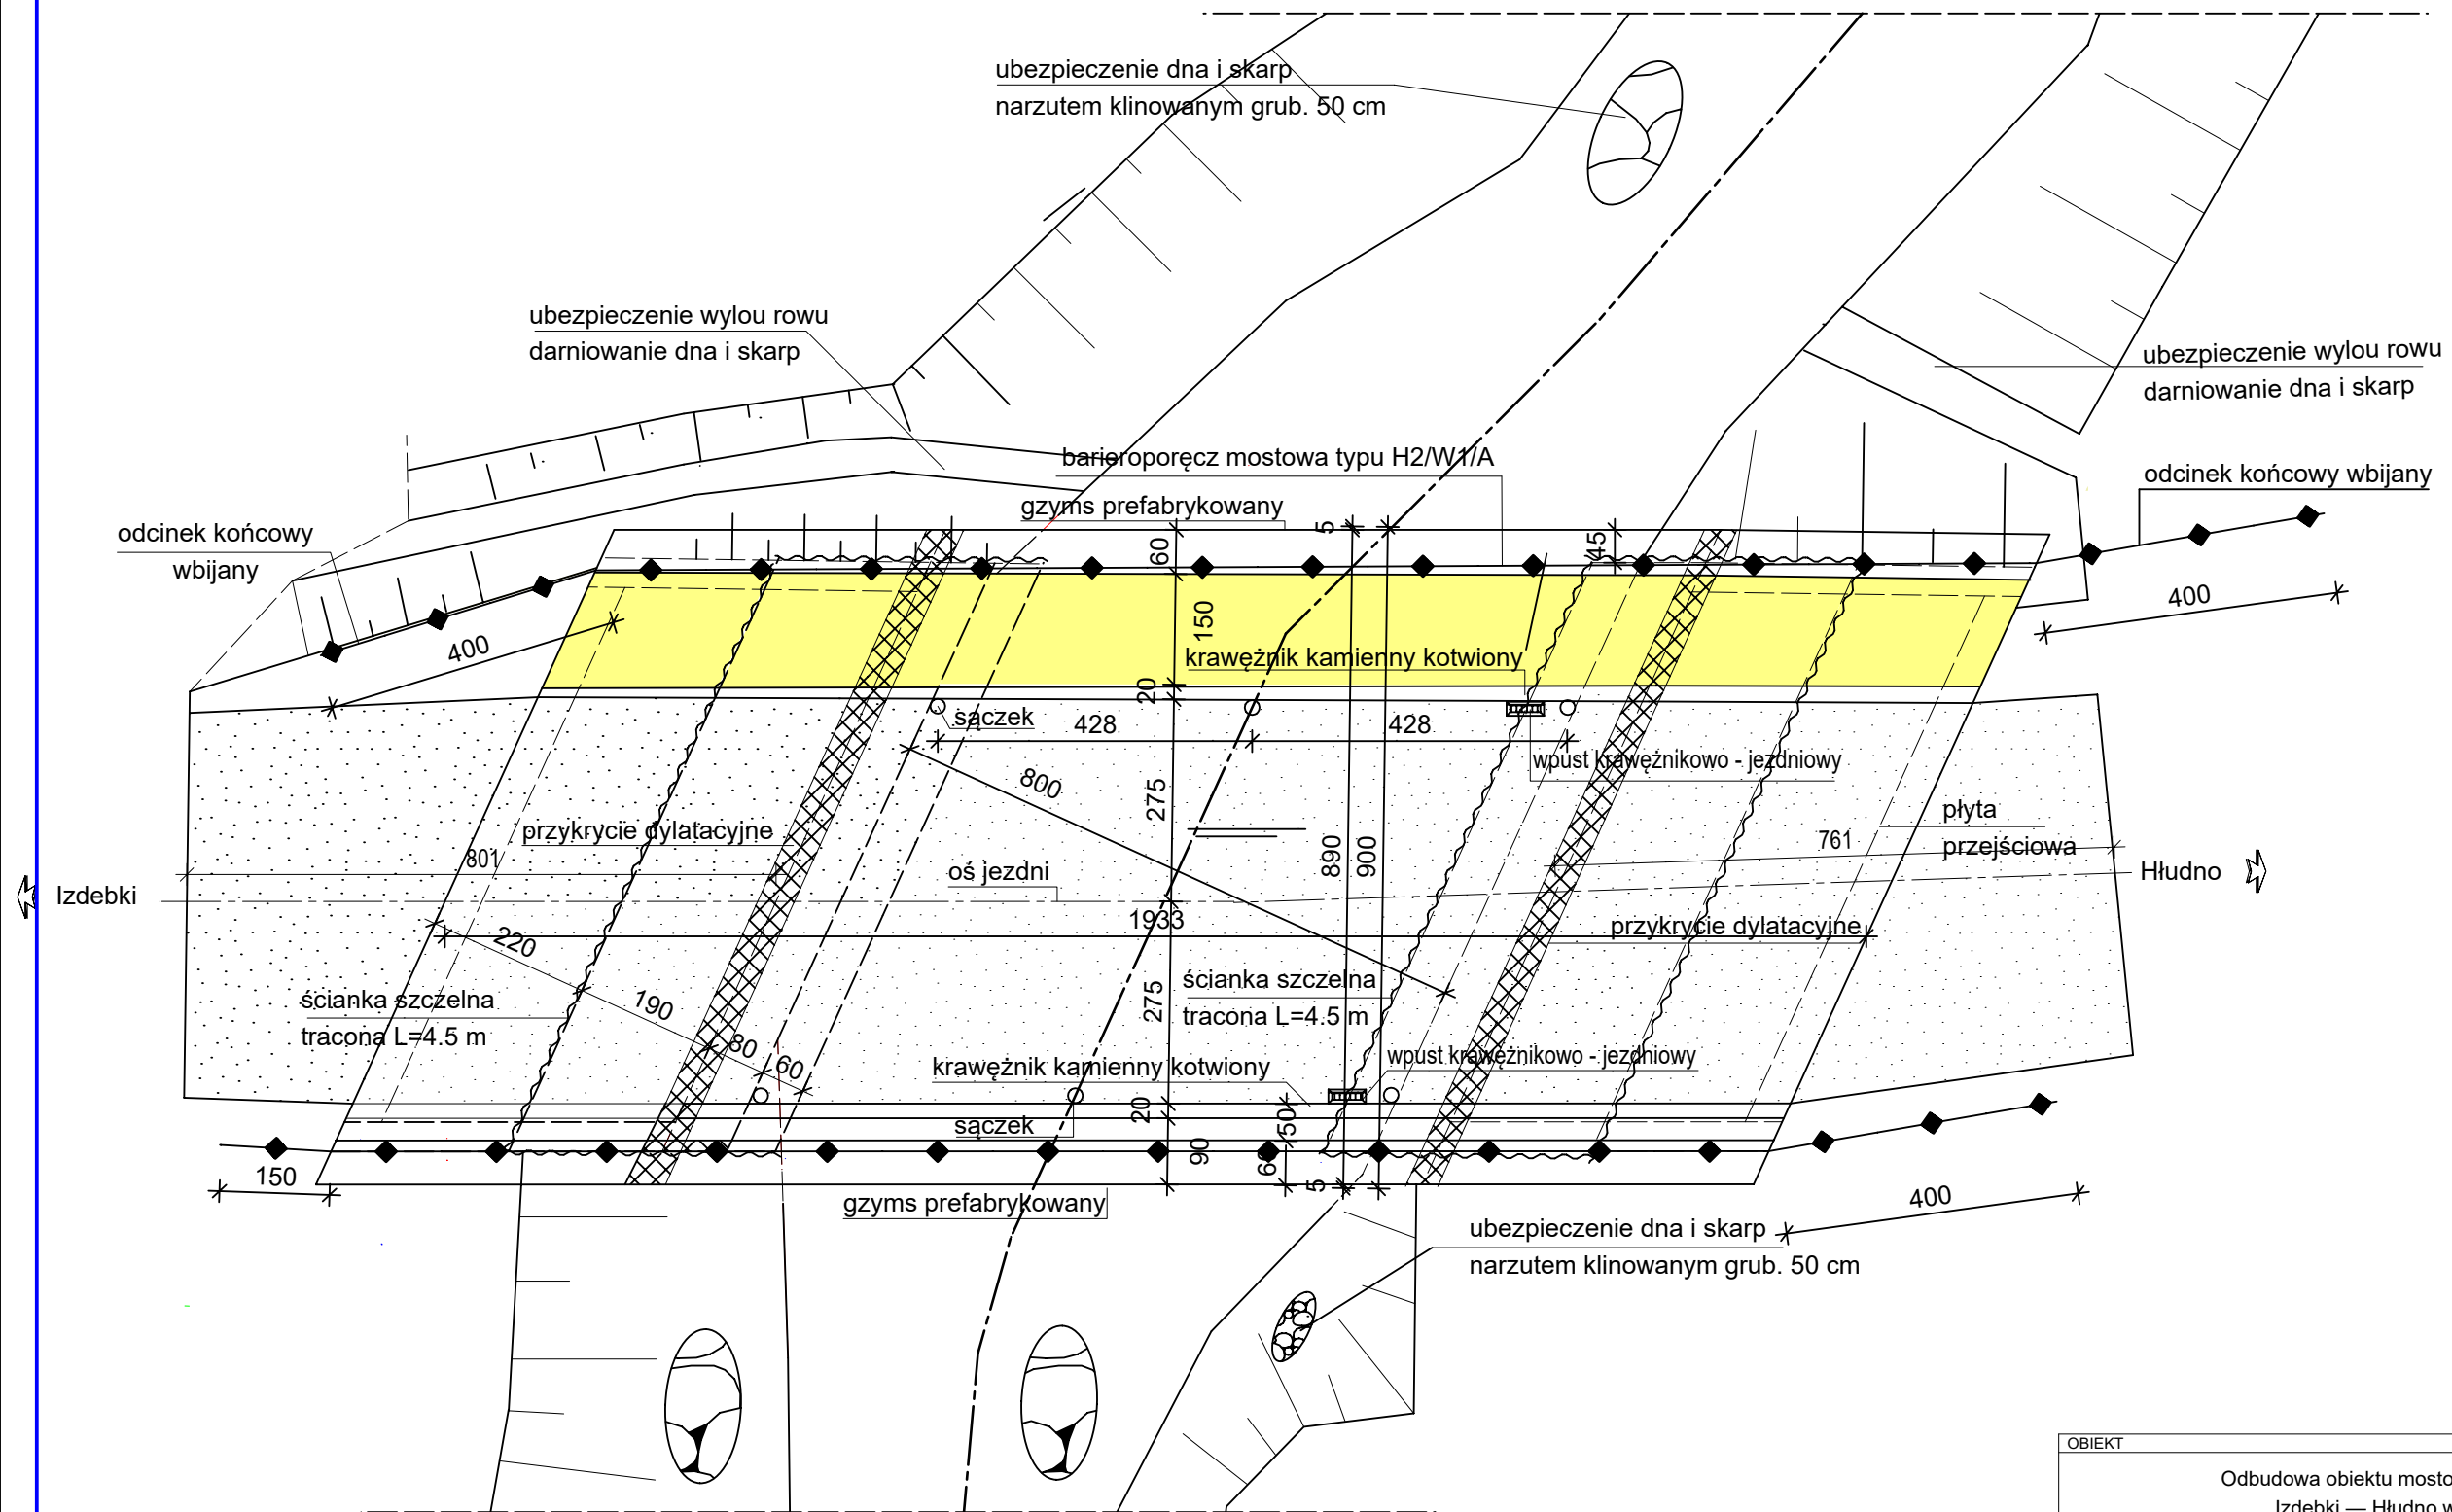 ubezpieczenie dna i skarp
narzutem klinowanym grub. 50 cm
ubezpieczenie wylou rowu
darniowanie dna i skarp
ubezpieczenie wylou rowu
darniowanie dna i skarp
barieroporęcz mostowa typu H2/W1/A
odcinek końcowy wbijany
gzyms prefabrykowany
odcinek końcowy
wbijany
5
60
45
400
150
400
krawężnik kamienny kotwiony
20
sączek
428
428
wpust krawężnikowo - jezdniowy
800
275
płyta
przejściowa
761
przykrycie dylatacyjne
801
890
900
oś jezdni
Izdebki
Hłudno
1933
przykrycie dylatacyjne
220
ścianka szczelna
tracona L=4.5 m
190
275
ścianka szczelna
tracona L=4.5 m
80
60
krawężnik kamienny kotwiony
wpust krawężnikowo - jezdniowy
20
50
sączek
90
60
5
150
gzyms prefabrykowany
400
ubezpieczenie dna i skarp
narzutem klinowanym grub. 50 cm
OBIEKT
Odbudowa obiektu mosto
Izdebki — Hłudno w